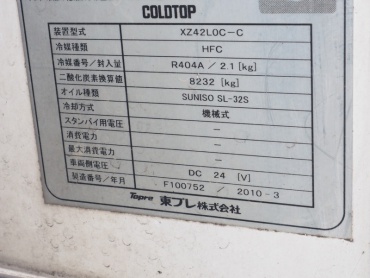 COLDTOP
装置型式 XZ42L0C-C
冷媒種類 HFC
冷媒番号/封入量 R404A / 2.1 [kg]
二酸化炭素換算値 8232 [kg]
オイル種類 SUNISO SL-32S
冷却方式 機械式
スタンバイ用電圧 —
消費電力 —
最大消費電力 —
車両側電圧 DC 24 [V]
製造番号/年月 F100752 / 2010-3
Topre 東プレ株式会社